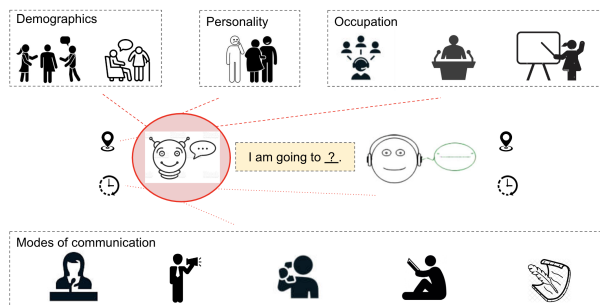 Demographics
Personality
Occupation
I am going to _?_
Modes of communication